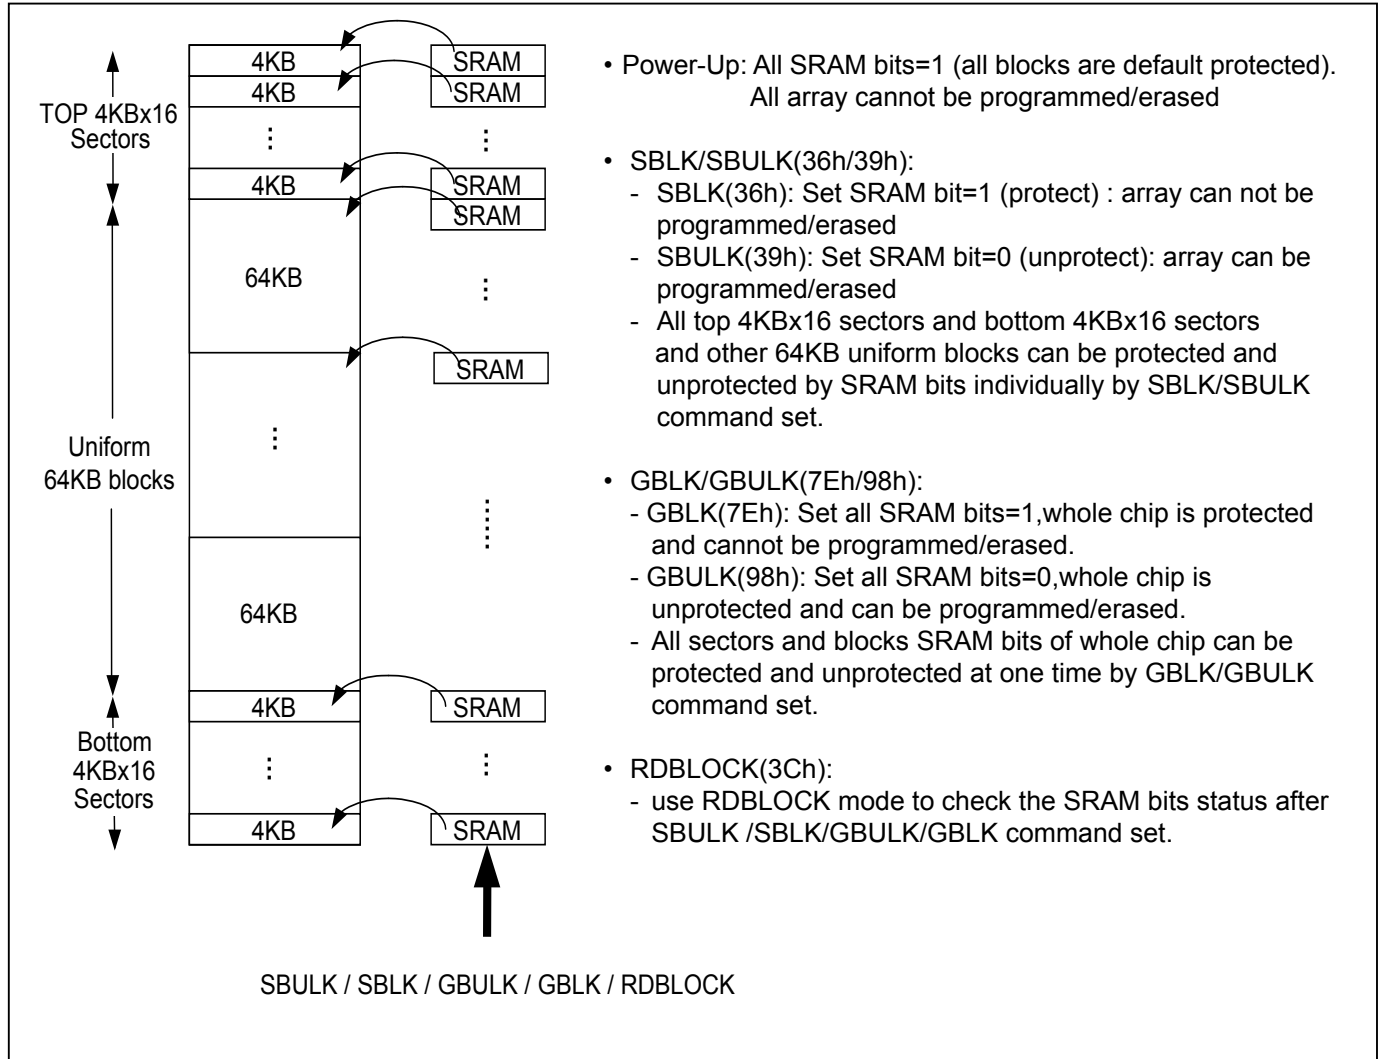 4KB
SRAM
4KB
SRAM
TOP 4KBx16
Sectors
4KB
SRAM
SRAM
64KB
SRAM
Uniform
64KB blocks
64KB
4KB
SRAM
Bottom
4KBx16
Sectors
4KB
SRAM
SBULK / SBLK / GBULK / GBLK / RDBLOCK
• Power-Up: All SRAM bits=1 (all blocks are default protected).
All array cannot be programmed/erased
• SBLK/SBULK(36h/39h):
- SBLK(36h): Set SRAM bit=1 (protect) : array can not be
programmed/erased
- SBULK(39h): Set SRAM bit=0 (unprotect): array can be
programmed/erased
- All top 4KBx16 sectors and bottom 4KBx16 sectors
and other 64KB uniform blocks can be protected and
unprotected by SRAM bits individually by SBLK/SBULK
command set.
• GBLK/GBULK(7Eh/98h):
- GBLK(7Eh): Set all SRAM bits=1,whole chip is protected
and cannot be programmed/erased.
- GBULK(98h): Set all SRAM bits=0,whole chip is
unprotected and can be programmed/erased.
- All sectors and blocks SRAM bits of whole chip can be
protected and unprotected at one time by GBLK/GBULK
command set.
• RDBLOCK(3Ch):
- use RDBLOCK mode to check the SRAM bits status after
SBULK /SBLK/GBULK/GBLK command set.